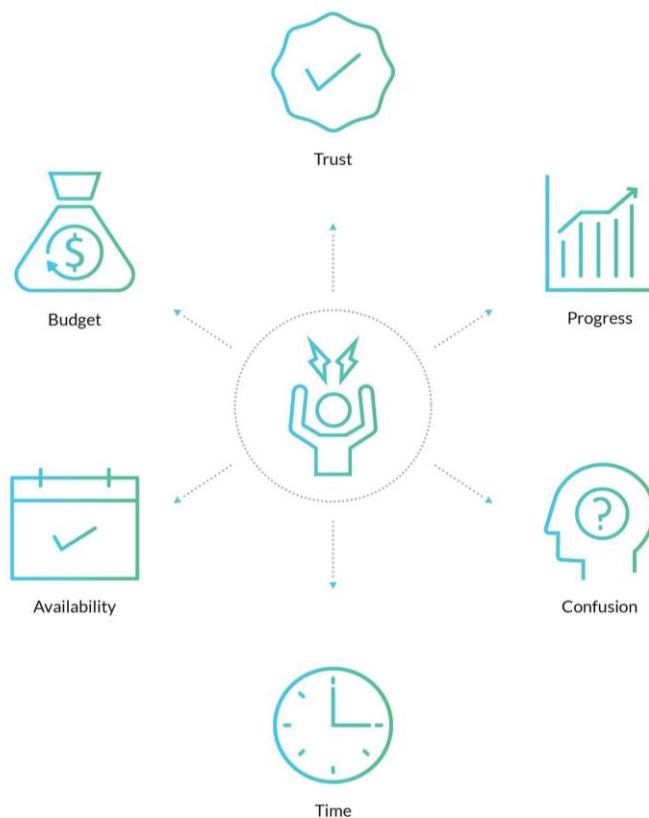 Trust
Budget
$
Progress
?
Availability
Confusion
Time